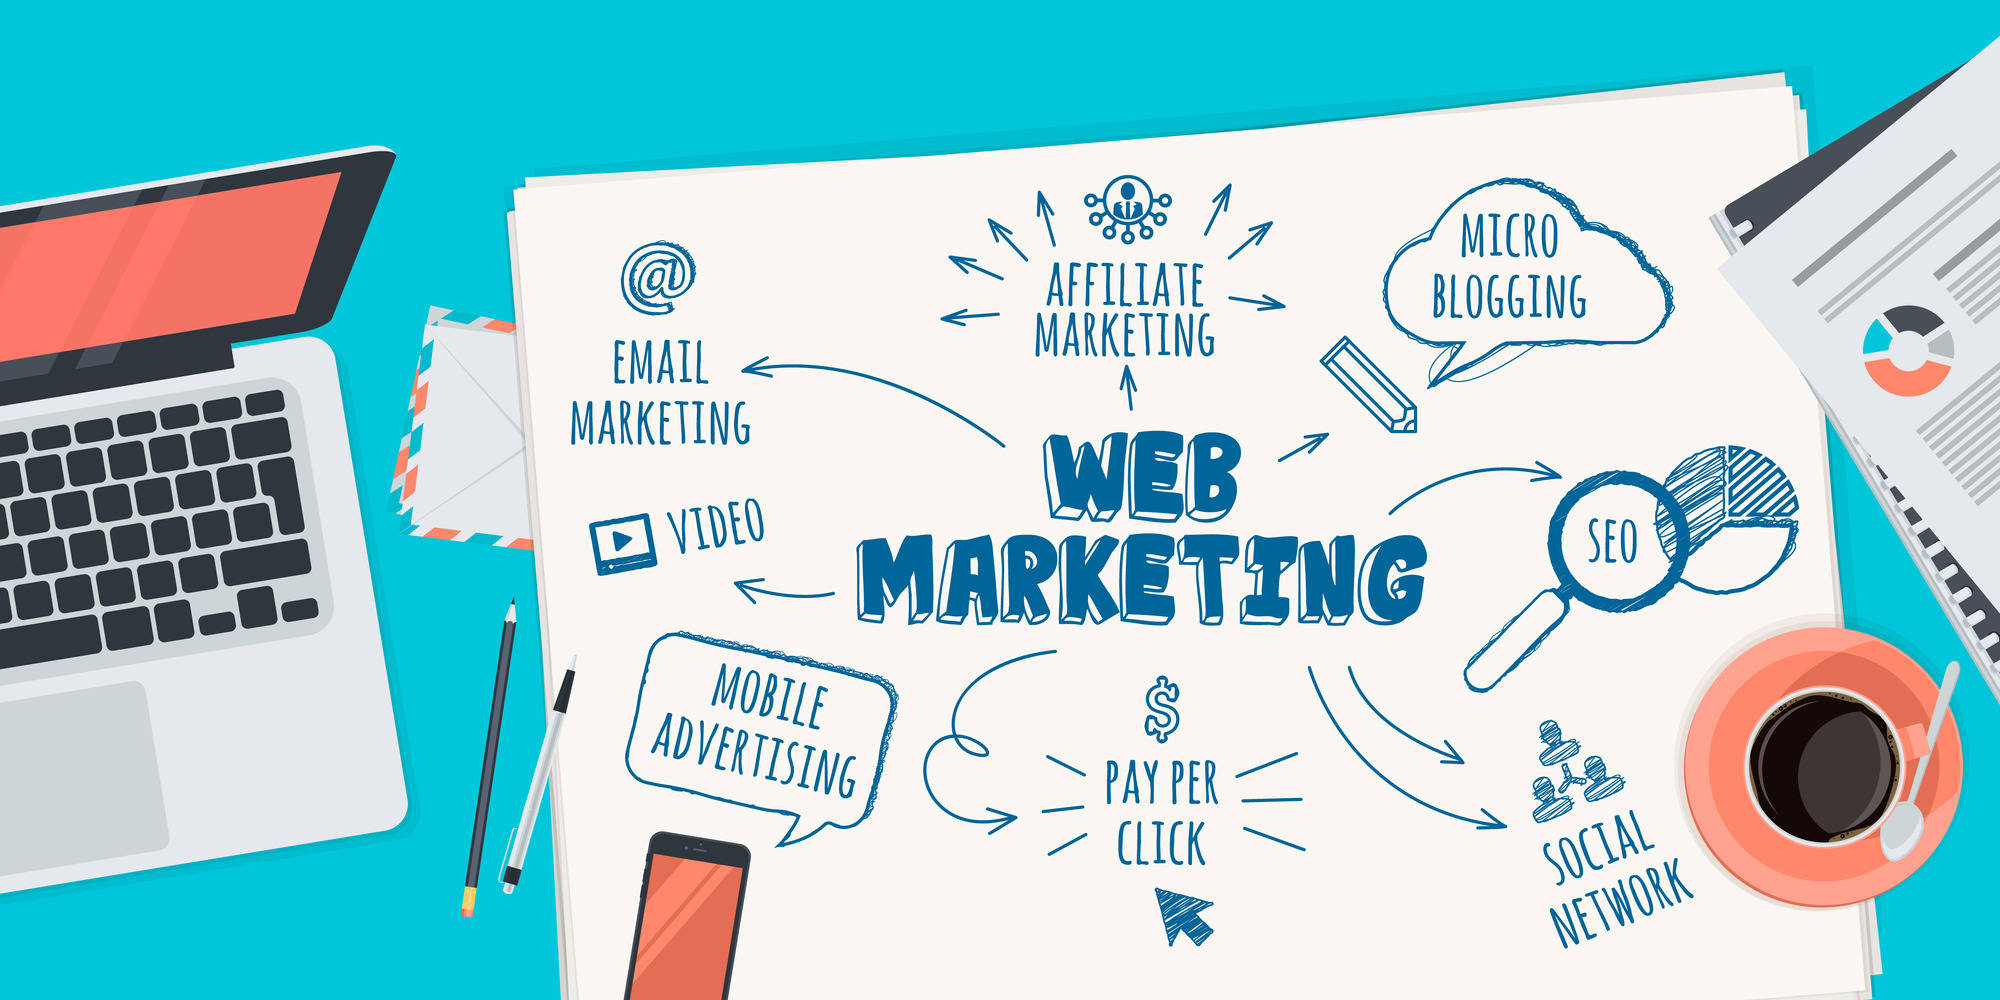 @
EMAIL
MARKETING
AFFILIATE
MARKETING
MICRO
BLOGGING
WEB
MARKETING
VIDEO
SEO
MOBILE
ADVERTISING
$
PAY PER
CLICK
SOCIAL
NETWORK